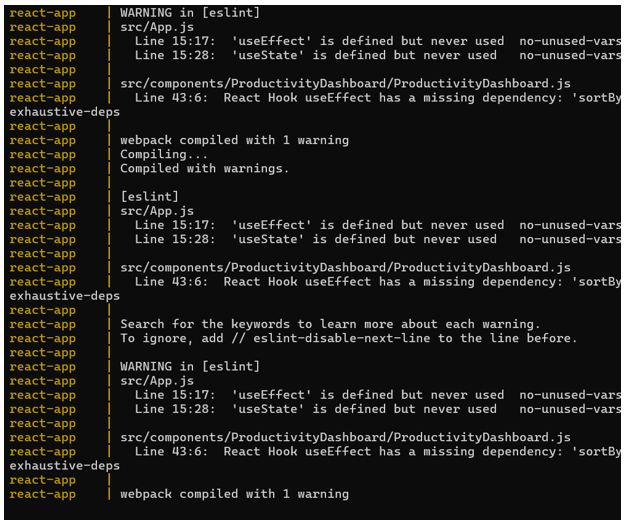 react-app    | WARNING in [eslint]
react-app    | src/App.js
react-app    |   Line 15:17:  'useEffect' is defined but never used  no-unused-vars
react-app    |   Line 15:28:  'useState' is defined but never used   no-unused-vars
react-app    |
react-app    | src/components/ProductivityDashboard/ProductivityDashboard.js
react-app    |   Line 43:6:  React Hook useEffect has a missing dependency: 'sortBy
exhaustive-deps
react-app    |
react-app    | webpack compiled with 1 warning
react-app    | Compiling...
react-app    | Compiled with warnings.
react-app    |
react-app    | [eslint]
react-app    | src/App.js
react-app    |   Line 15:17:  'useEffect' is defined but never used  no-unused-vars
react-app    |   Line 15:28:  'useState' is defined but never used   no-unused-vars
react-app    |
react-app    | src/components/ProductivityDashboard/ProductivityDashboard.js
react-app    |   Line 43:6:  React Hook useEffect has a missing dependency: 'sortBy
exhaustive-deps
react-app    |
react-app    | Search for the keywords to learn more about each warning.
react-app    | To ignore, add // eslint-disable-next-line to the line before.
react-app    |
react-app    | WARNING in [eslint]
react-app    | src/App.js
react-app    |   Line 15:17:  'useEffect' is defined but never used  no-unused-vars
react-app    |   Line 15:28:  'useState' is defined but never used   no-unused-vars
react-app    |
react-app    | src/components/ProductivityDashboard/ProductivityDashboard.js
react-app    |   Line 43:6:  React Hook useEffect has a missing dependency: 'sortBy
exhaustive-deps
react-app    |
react-app    | webpack compiled with 1 warning